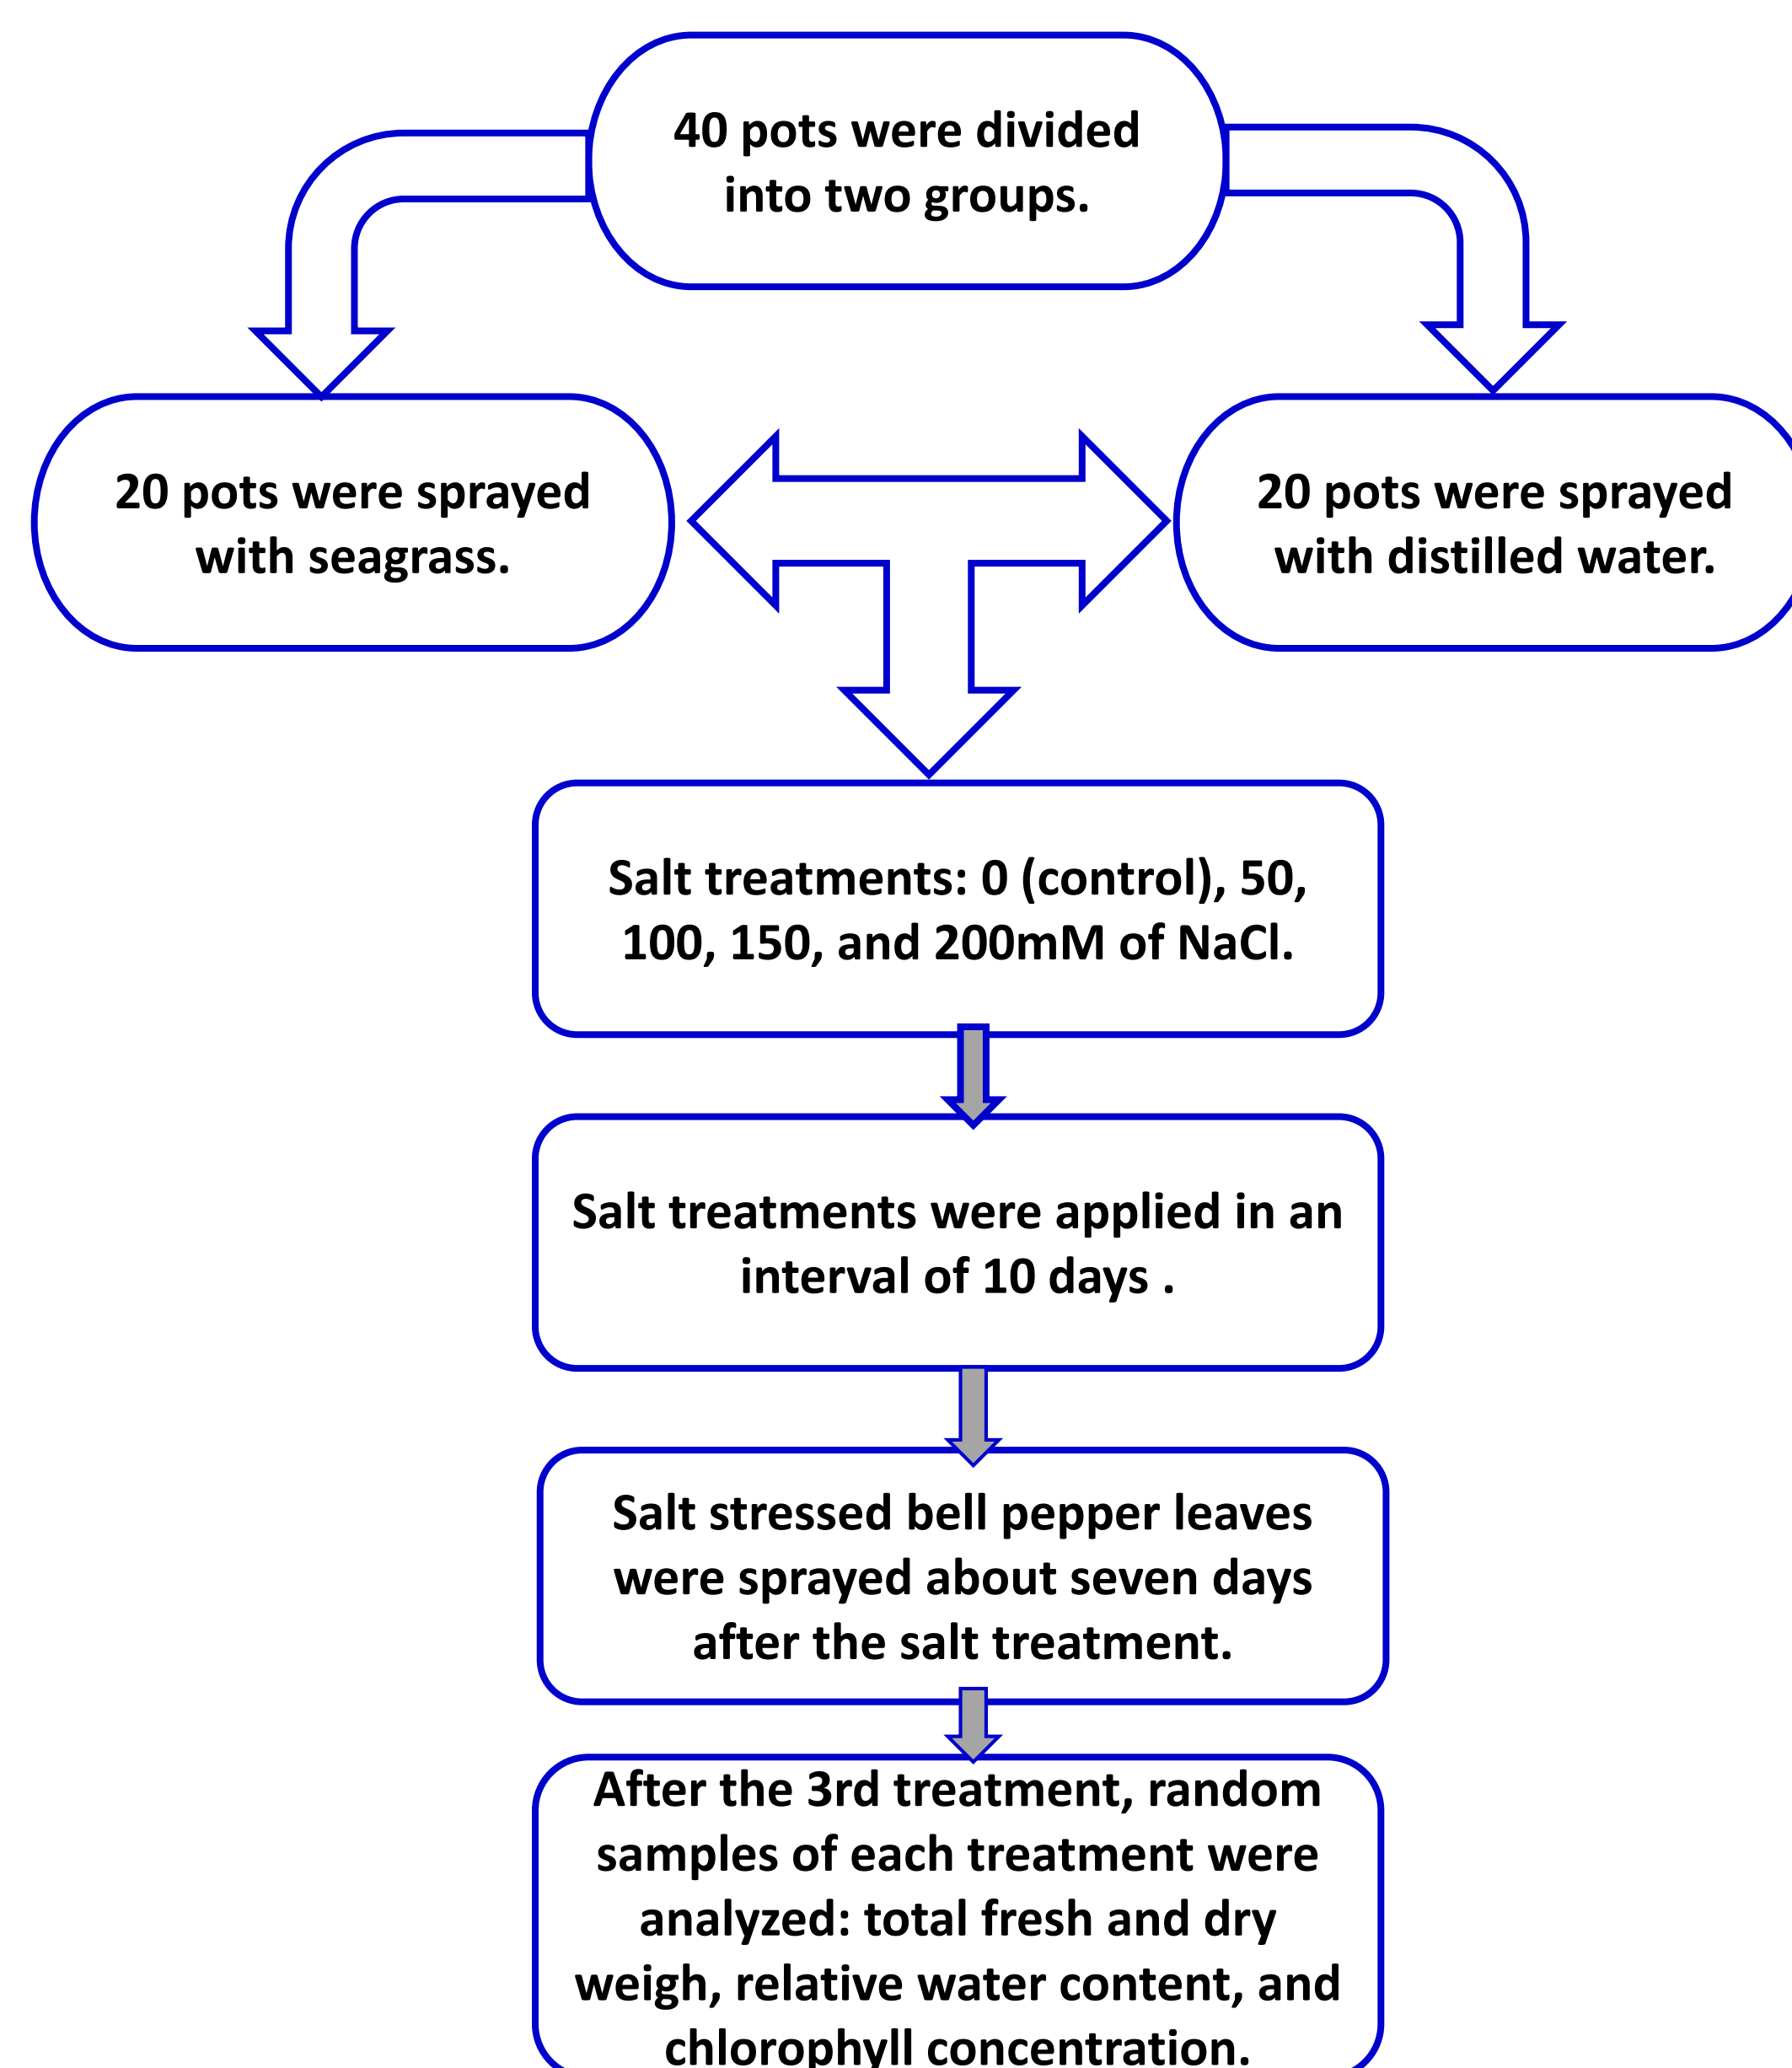 40 pots were divided
into two groups.
20 pots were sprayed
with seagrass.
20 pots were sprayed
with distilled water.
Salt treatments: 0 (control), 50,
100, 150, and 200mM of NaCl.
Salt treatments were applied in an
interval of 10 days .
Salt stressed bell pepper leaves
were sprayed about seven days
after the salt treatment.
After the 3rd treatment, random
samples of each treatment were
analyzed: total fresh and dry
weigh, relative water content, and
chlorophyll concentration.